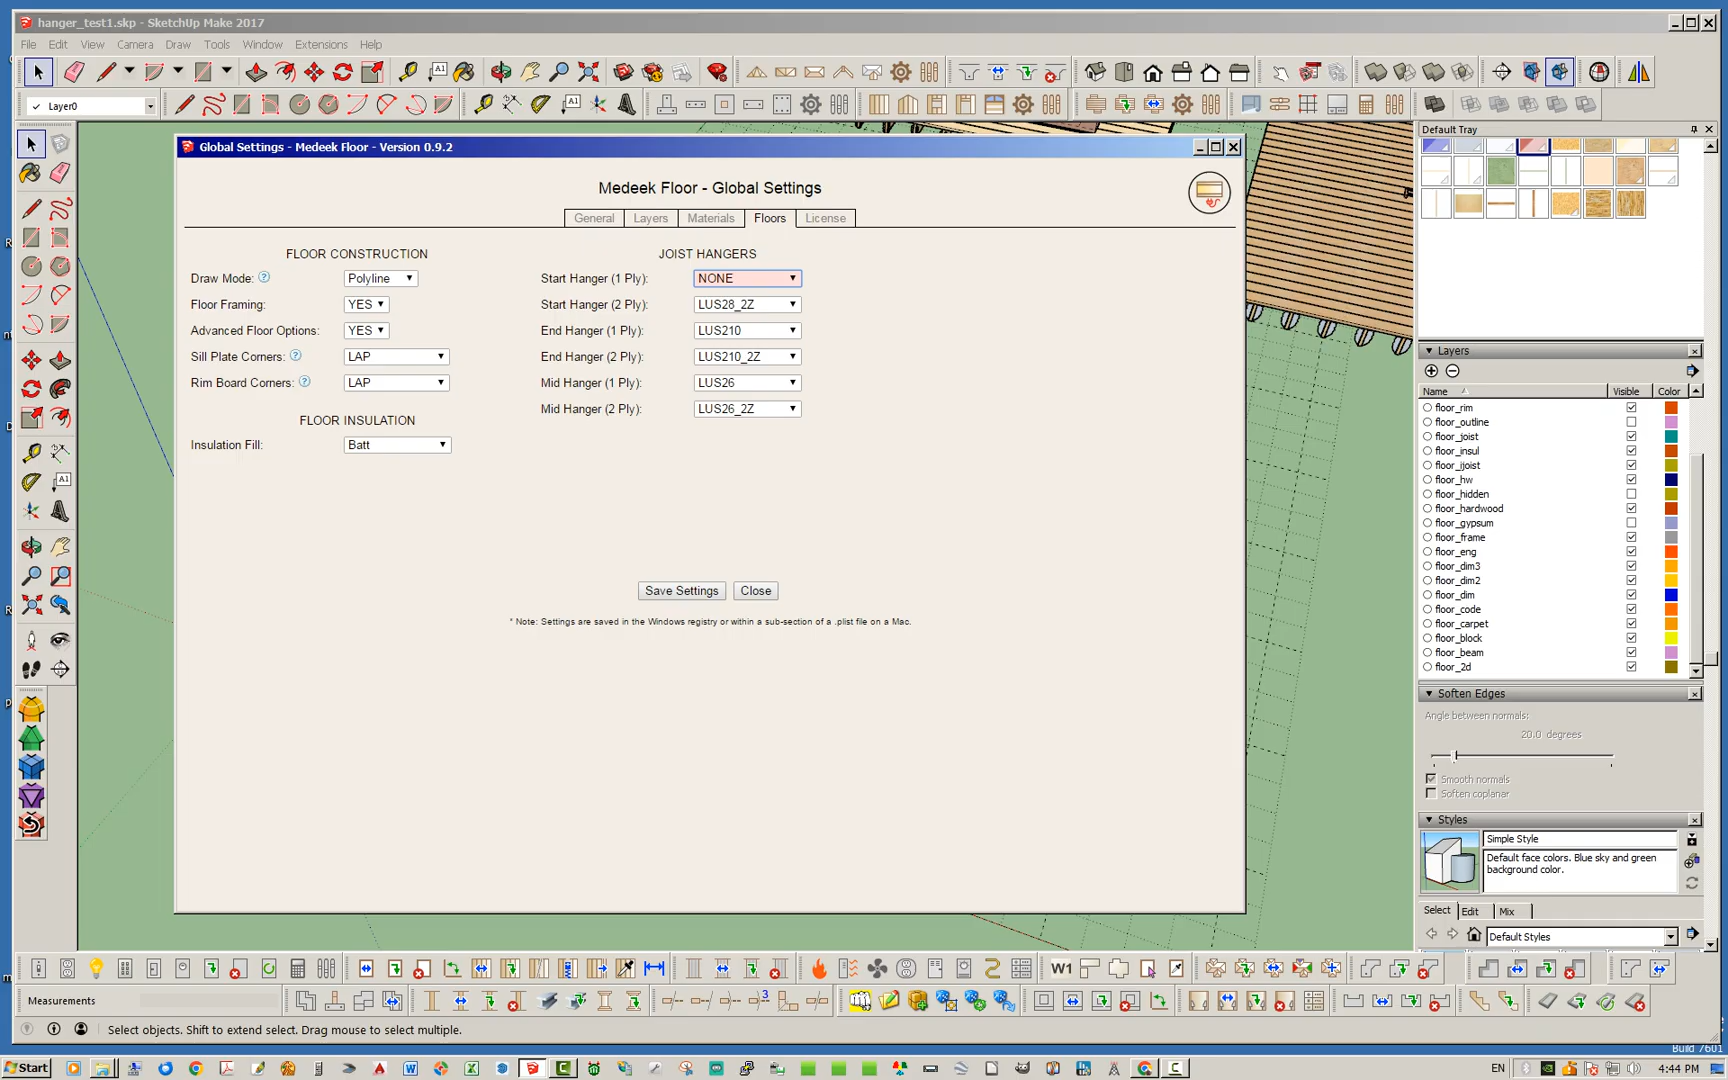 hanger_test1.skp - SketchUp Make 2017
File Edit View Camera Draw Tools Window Extensions Help
Layer0
Default Tray
Global Settings - Medeek Floor - Version 0.9.2
Medeek Floor - Global Settings
General Layers Materials Floors License
FLOOR CONSTRUCTION
Draw Mode: ? Polyline
Floor Framing: YES
Advanced Floor Options: YES
Sill Plate Corners: ? LAP
Rim Board Corners: ? LAP
FLOOR INSULATION
Insulation Fill: Batt
JOIST HANGERS
Start Hanger (1 Ply): NONE
Start Hanger (2 Ply): LUS28_2Z
End Hanger (1 Ply): LUS210
End Hanger (2 Ply): LUS210_2Z
Mid Hanger (1 Ply): LUS26
Mid Hanger (2 Ply): LUS26_2Z
Save Settings Close
* Note: Settings are saved in the Windows registry or within a sub-section of a .plist file on a Mac.
Layers
Name Visible Color
floor_rim
floor_outline
floor_joist
floor_insul
floor_ijoist
floor_hw
floor_hidden
floor_hardwood
floor_gypsum
floor_frame
floor_eng
floor_dim3
floor_dim2
floor_dim
floor_code
floor_carpet
floor_block
floor_beam
floor_2d
Soften Edges
Angle between normals:
20.0 degrees
Smooth normals
Soften coplanar
Styles
Simple Style
Default face colors. Blue sky and green
background color.
Select Edit Mix
Default Styles
W1
Measurements
Select objects. Shift to extend select. Drag mouse to select multiple.
Build 7601
Start
EN
4:44 PM